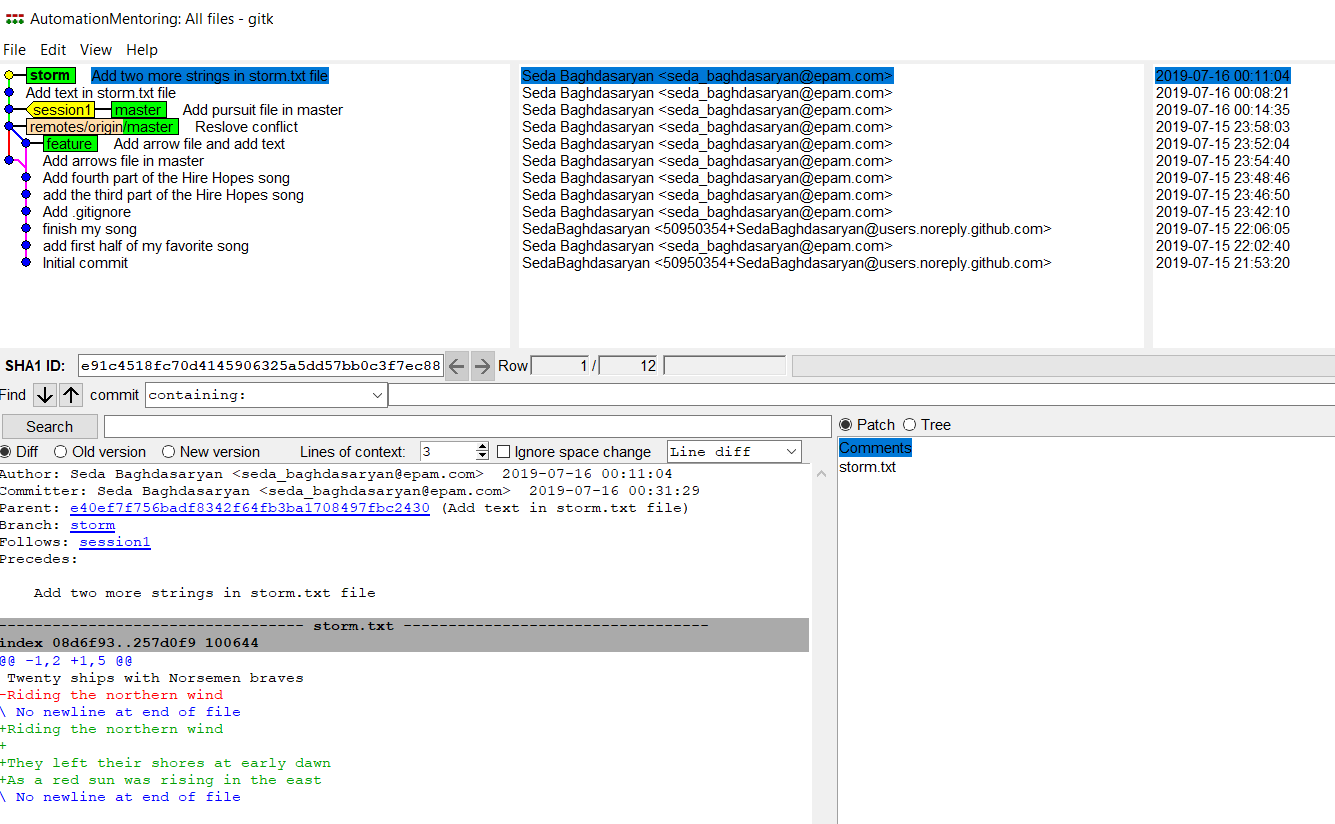 AutomationMentoring: All files - gitk
File Edit View Help
storm Add two more strings in storm.txt file Seda Baghdasaryan <seda_baghdasaryan@epam.com> 2019-07-16 00:11:04
Add text in storm.txt file Seda Baghdasaryan <seda_baghdasaryan@epam.com> 2019-07-16 00:08:21
session1 master Add pursuit file in master Seda Baghdasaryan <seda_baghdasaryan@epam.com> 2019-07-16 00:14:35
remotes/origin/master Reslove conflict Seda Baghdasaryan <seda_baghdasaryan@epam.com> 2019-07-15 23:58:03
feature Add arrow file and add text Seda Baghdasaryan <seda_baghdasaryan@epam.com> 2019-07-15 23:52:04
Add arrows file in master Seda Baghdasaryan <seda_baghdasaryan@epam.com> 2019-07-15 23:54:40
Add fourth part of the Hire Hopes song Seda Baghdasaryan <seda_baghdasaryan@epam.com> 2019-07-15 23:48:46
add the third part of the Hire Hopes song Seda Baghdasaryan <seda_baghdasaryan@epam.com> 2019-07-15 23:46:50
Add .gitignore Seda Baghdasaryan <seda_baghdasaryan@epam.com> 2019-07-15 23:42:10
finish my song SedaBaghdasaryan <50950354+SedaBaghdasaryan@users.noreply.github.com> 2019-07-15 22:06:05
add first half of my favorite song Seda Baghdasaryan <seda_baghdasaryan@epam.com> 2019-07-15 22:02:40
Initial commit SedaBaghdasaryan <50950354+SedaBaghdasaryan@users.noreply.github.com> 2019-07-15 21:53:20
SHA1 ID: e91c4518fc70d4145906325a5dd57bb0c3f7ec88 Row 1 / 12
Find commit containing:
Search
Patch Tree
Diff Old version New version Lines of context: 3 Ignore space change Line diff
Comments
storm.txt
Author: Seda Baghdasaryan <seda_baghdasaryan@epam.com> 2019-07-16 00:11:04
Committer: Seda Baghdasaryan <seda_baghdasaryan@epam.com> 2019-07-16 00:31:29
Parent: e40ef7f756badf8342f64fb3ba1708497fbc2430 (Add text in storm.txt file)
Branch: storm
Follows: session1
Precedes:
Add two more strings in storm.txt file
---------------------------------- storm.txt ----------------------------------
index 08d6f93..257d0f9 100644
@@ -1,2 +1,5 @@
Twenty ships with Norsemen braves
-Riding the northern wind
\ No newline at end of file
+Riding the northern wind
+
+They left their shores at early dawn
+As a red sun was rising in the east
\ No newline at end of file